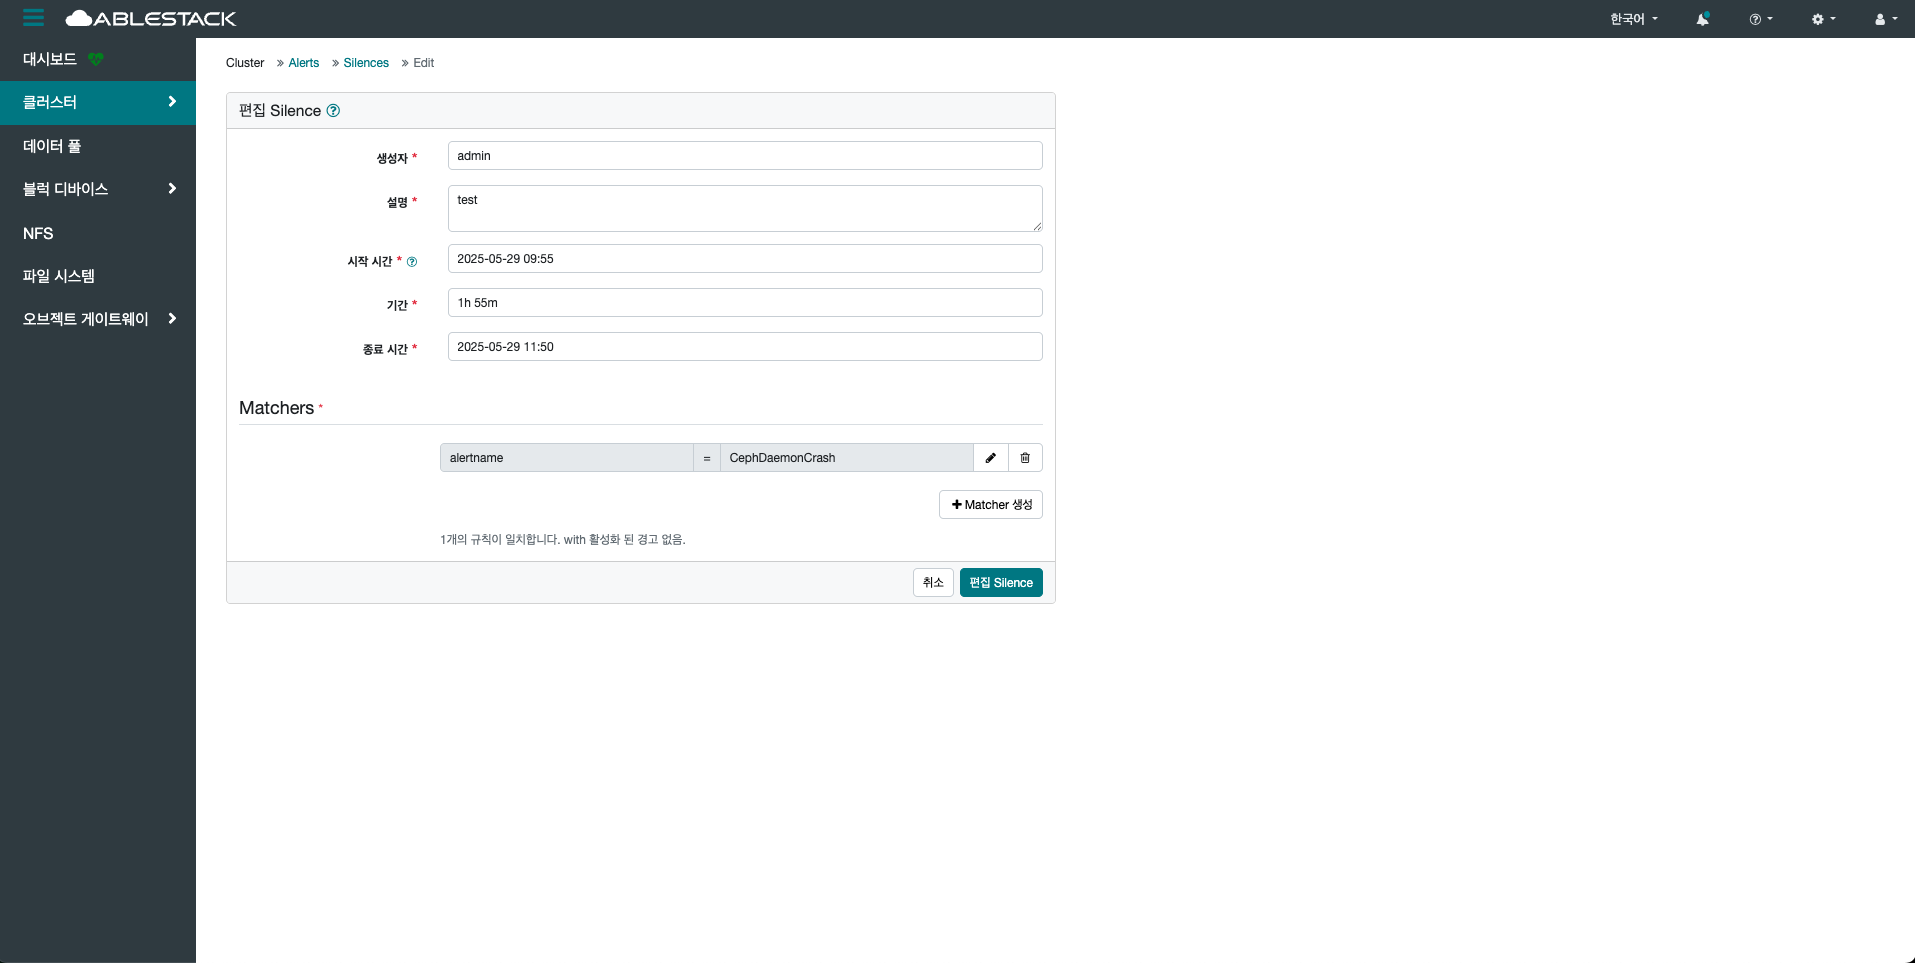 ABLESTACK
한국어
대시보드
클러스터
데이터 풀
블럭 디바이스
NFS
파일 시스템
오브젝트 게이트웨이
Cluster » Alerts » Silences » Edit
편집 Silence
생성자 * admin
설명 * test
시작 시간 * 2025-05-29 09:55
기간 * 1h 55m
종료 시간 * 2025-05-29 11:50
Matchers *
alertname = CephDaemonCrash
Matcher 생성
1개의 규칙이 일치합니다. with 활성화 된 경고 없음.
취소 편집 Silence